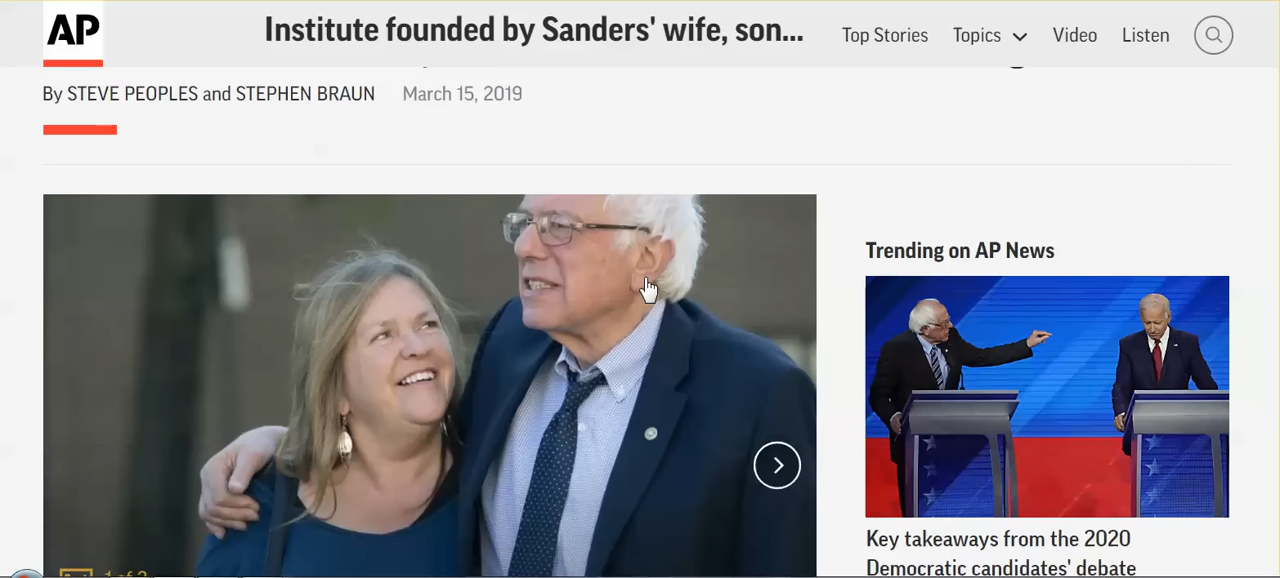 AP
Institute founded by Sanders' wife, son...
Top Stories
Topics
Video
Listen
By STEVE PEOPLES and STEPHEN BRAUN
March 15, 2019
Trending on AP News
Key takeaways from the 2020
Democratic candidates' debate